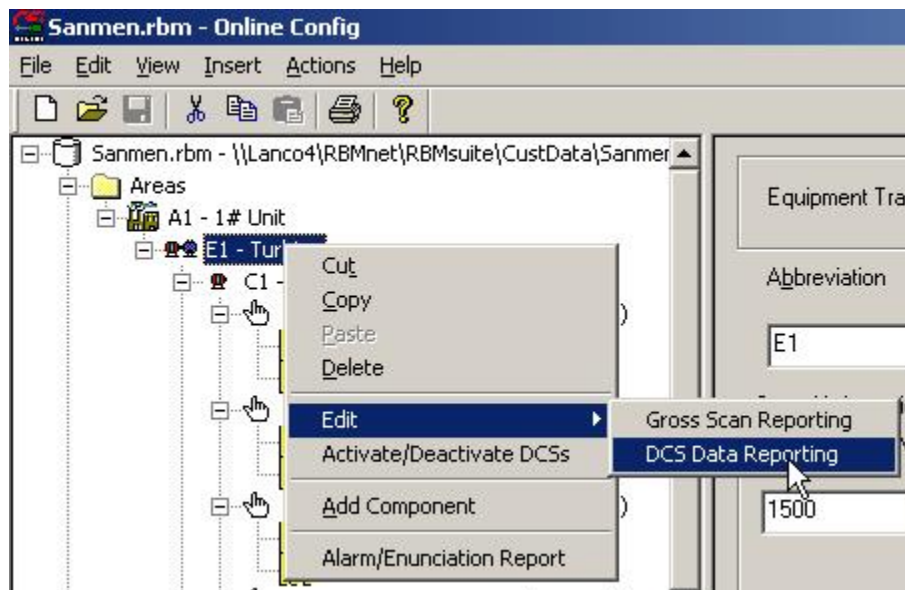 Sanmen.rbm - Online Config
File Edit View Insert Actions Help
Sanmen.rbm - \\Lanco4\RBMnet\RBMsuite\CustData\Sanmen
Areas
A1 - 1# Unit
E1 - Tur
C1 -
Cut
Copy
Paste
Delete
Edit
Activate/Deactivate DCSs
Add Component
Alarm/Enunciation Report
Gross Scan Reporting
DCS Data Reporting
Equipment Tra
Abbreviation
E1
1500